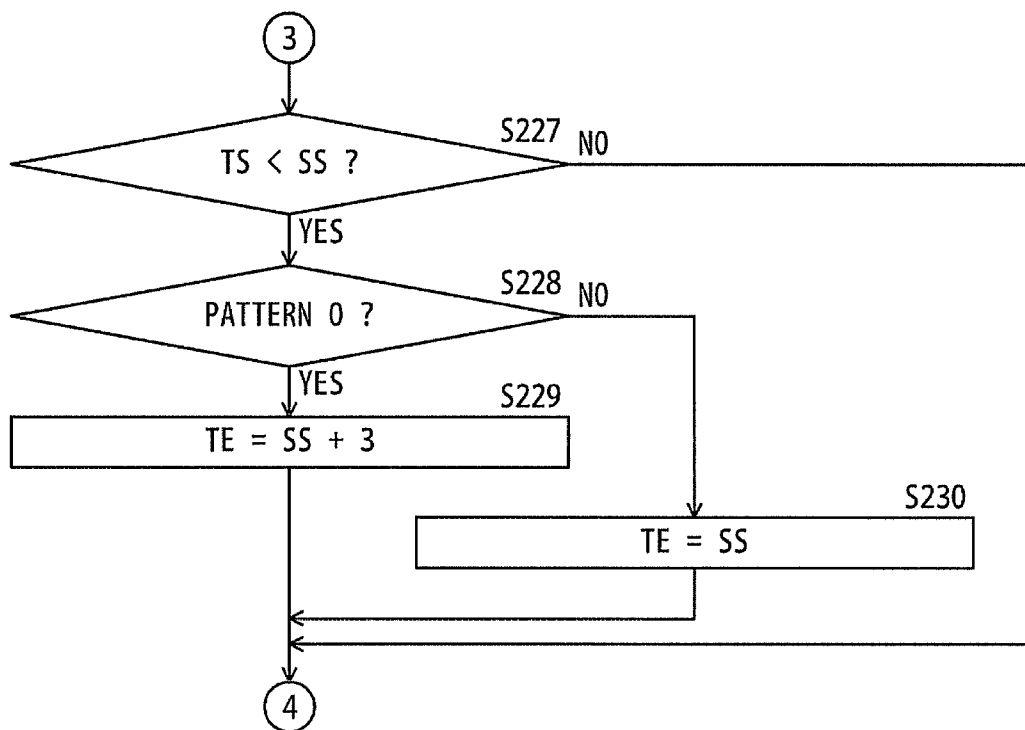 3
S227
TS < SS ?
NO
YES
S228
PATTERN 0 ?
NO
YES
S229
TE = SS + 3
S230
TE = SS
4